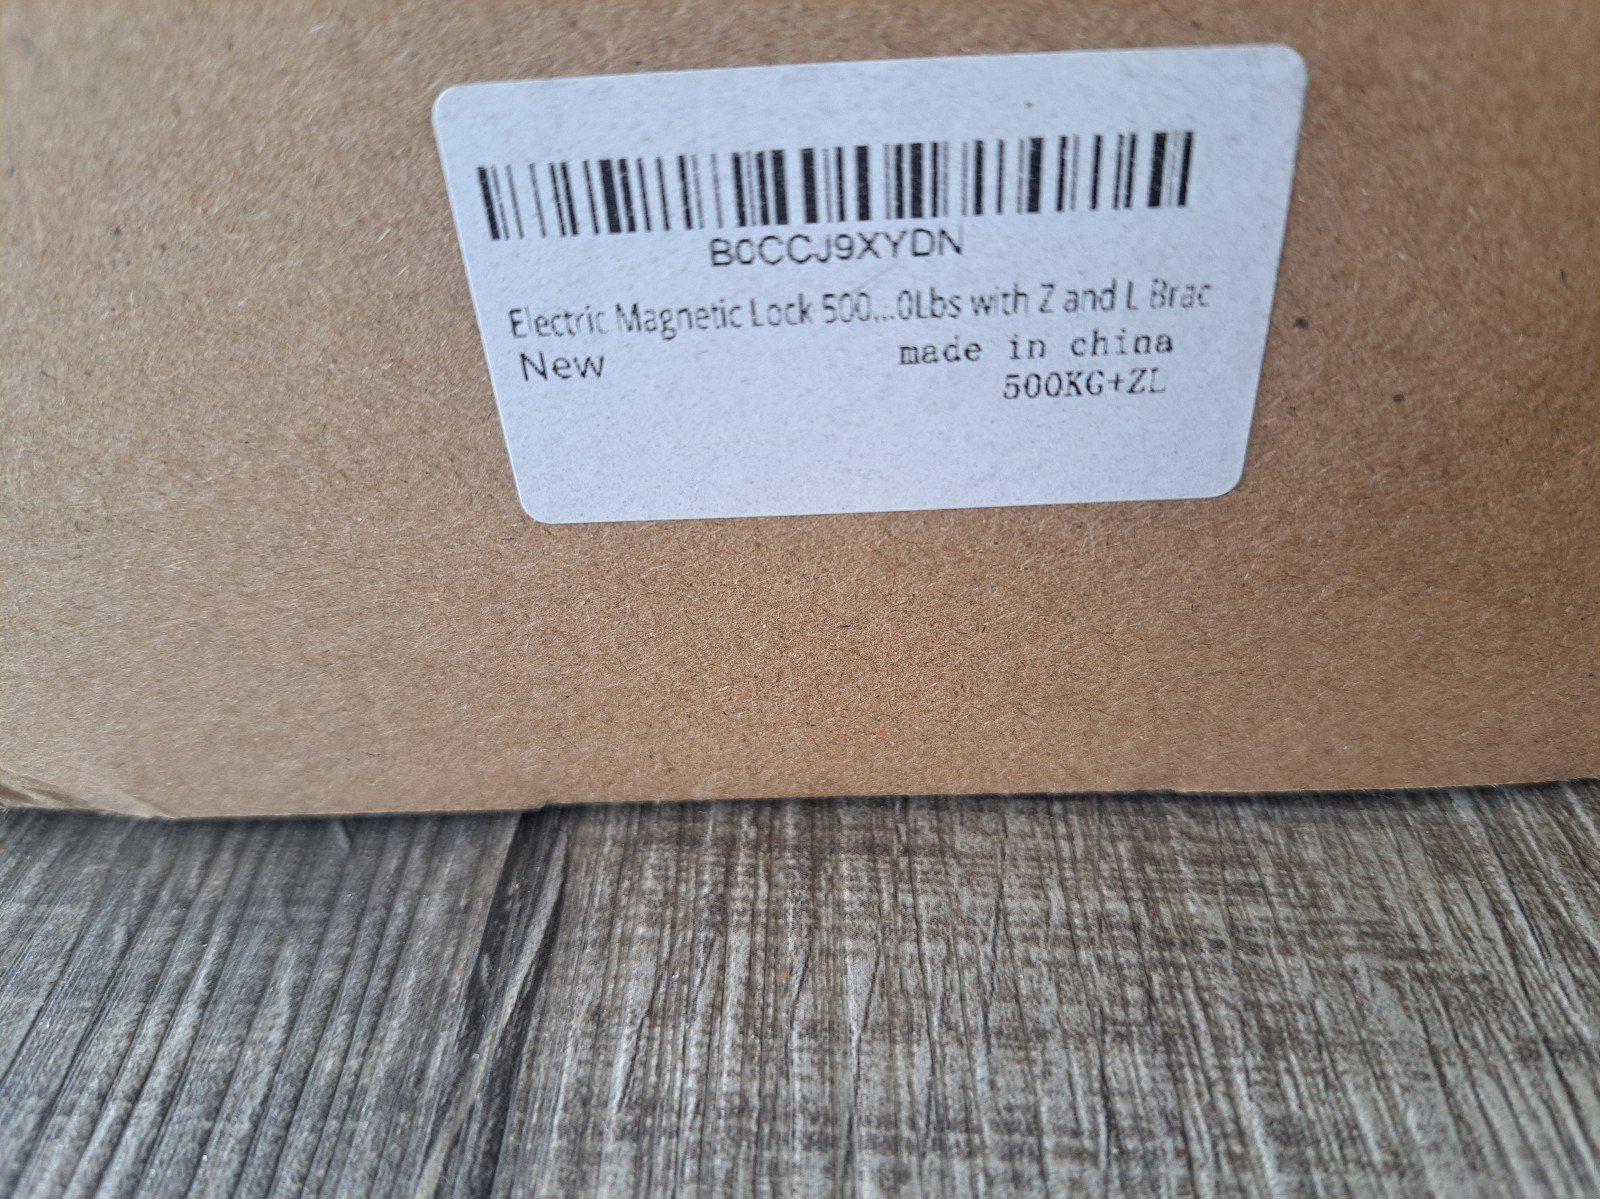 B0CCJ9XYDN
Electric Magnetic Lock 500...0Lbs with Z and L Brac
New
made in china
500KG+ZL